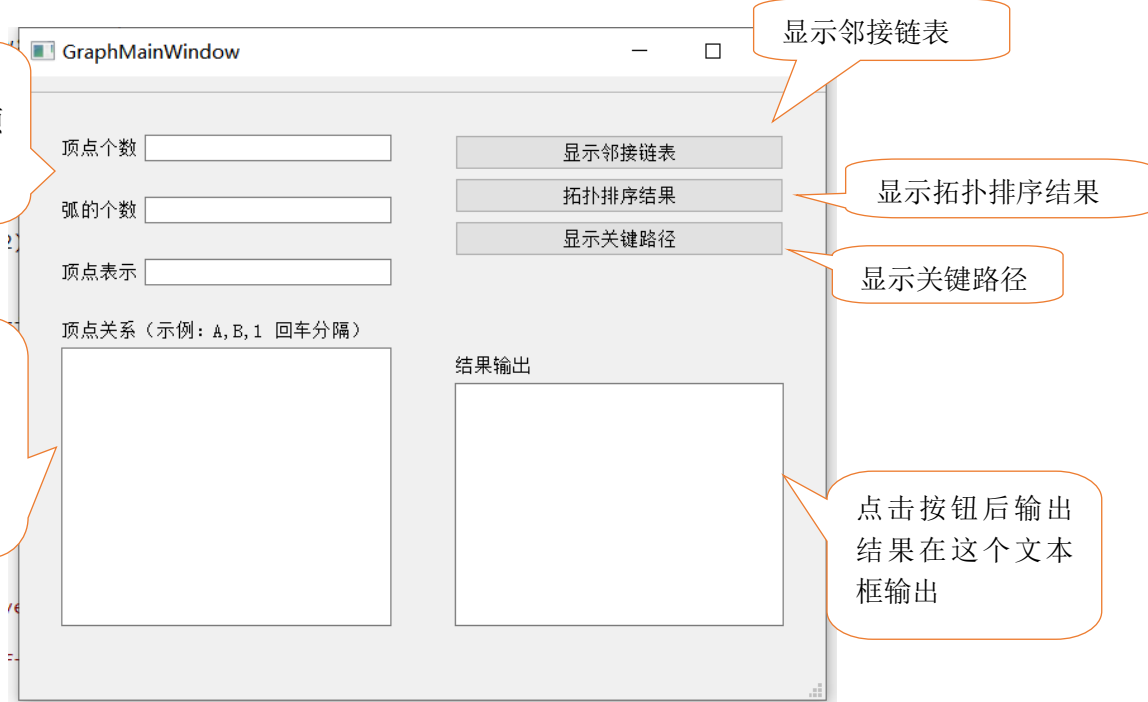 GraphMainWindow
显示邻接链表
顶点个数
显示邻接链表
拓扑排序结果
显示拓扑排序结果
弧的个数
显示关键路径
显示关键路径
顶点表示
顶点关系（示例：A,B,1 回车分隔）
结果输出
点击按钮后输出
结果在这个文本
框输出